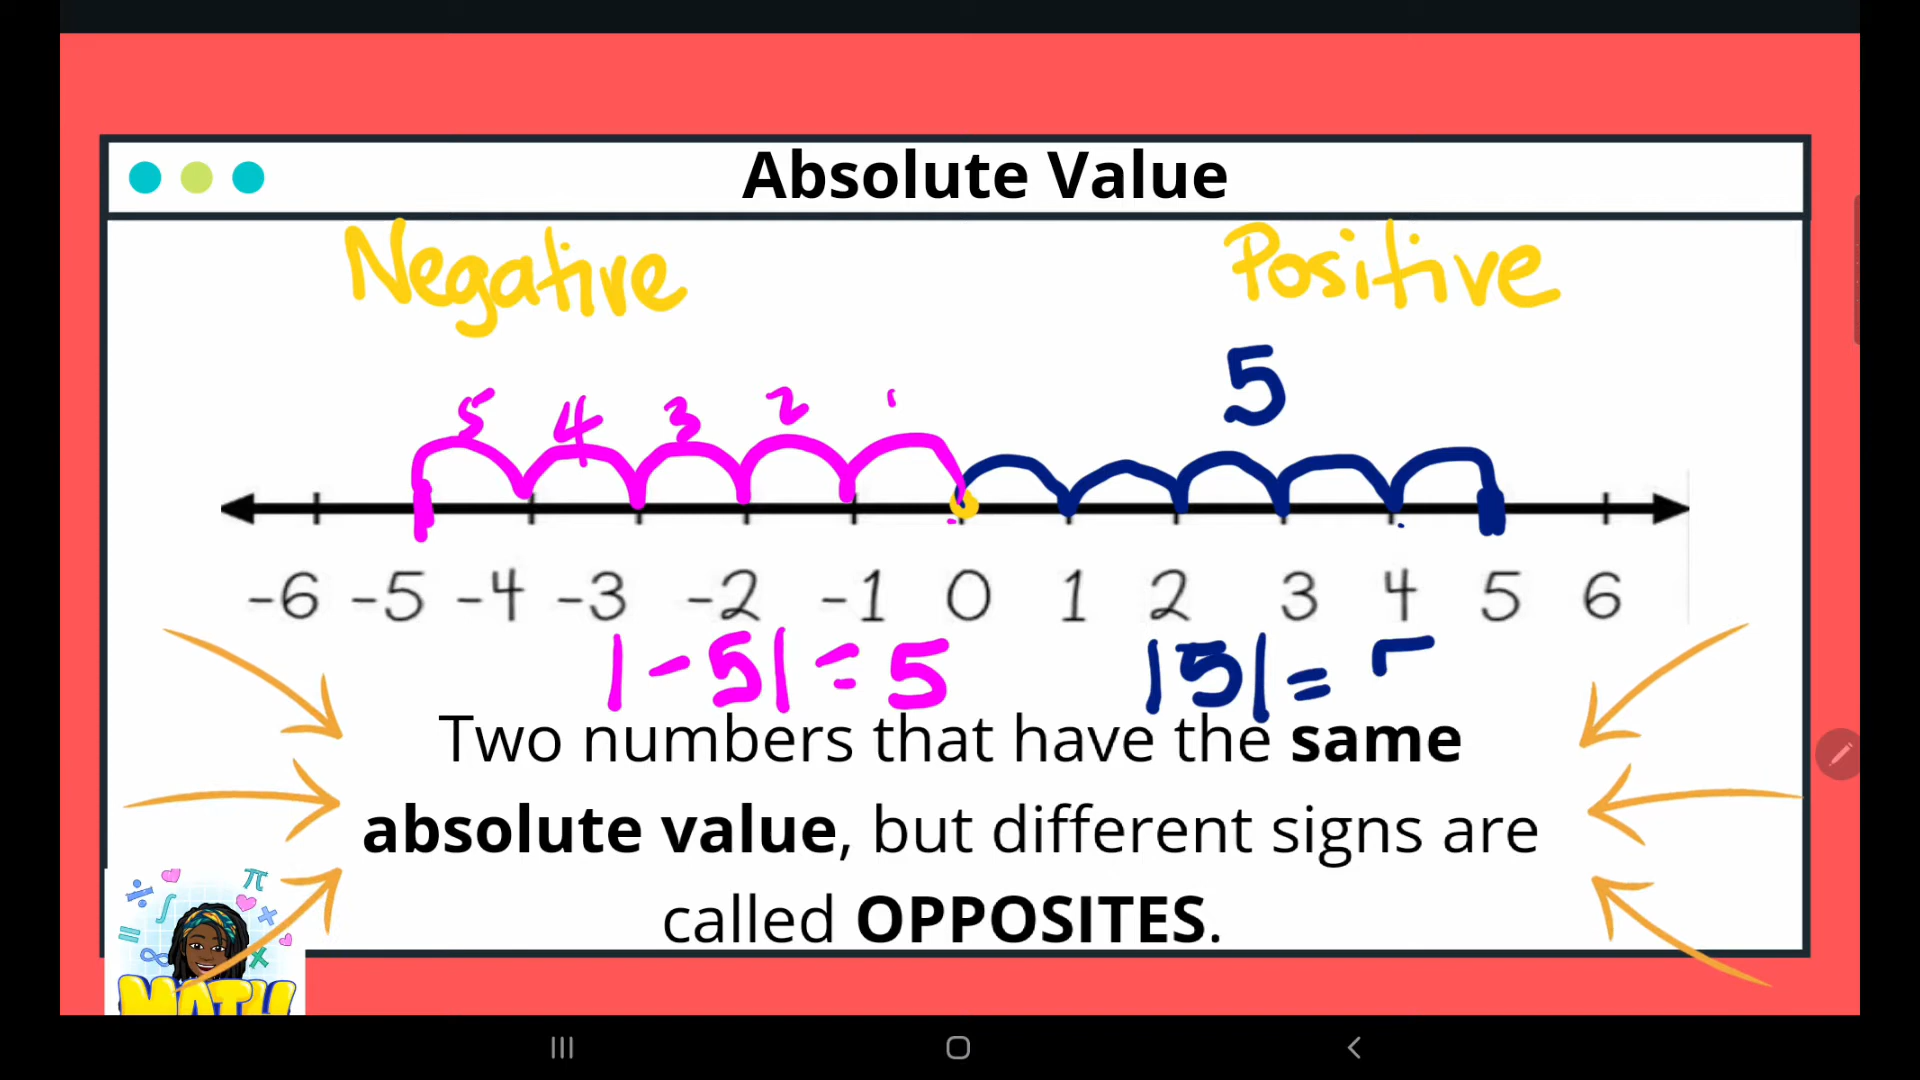 Absolute Value
Negative Positive
5
5 4 3 2
-6 -5 -4 -3 -2 -1 0 1 2 3 4 5 6
|-5| = 5 |5| =
Two numbers that have the same
absolute value, but different signs are
called OPPOSITES.
MATH